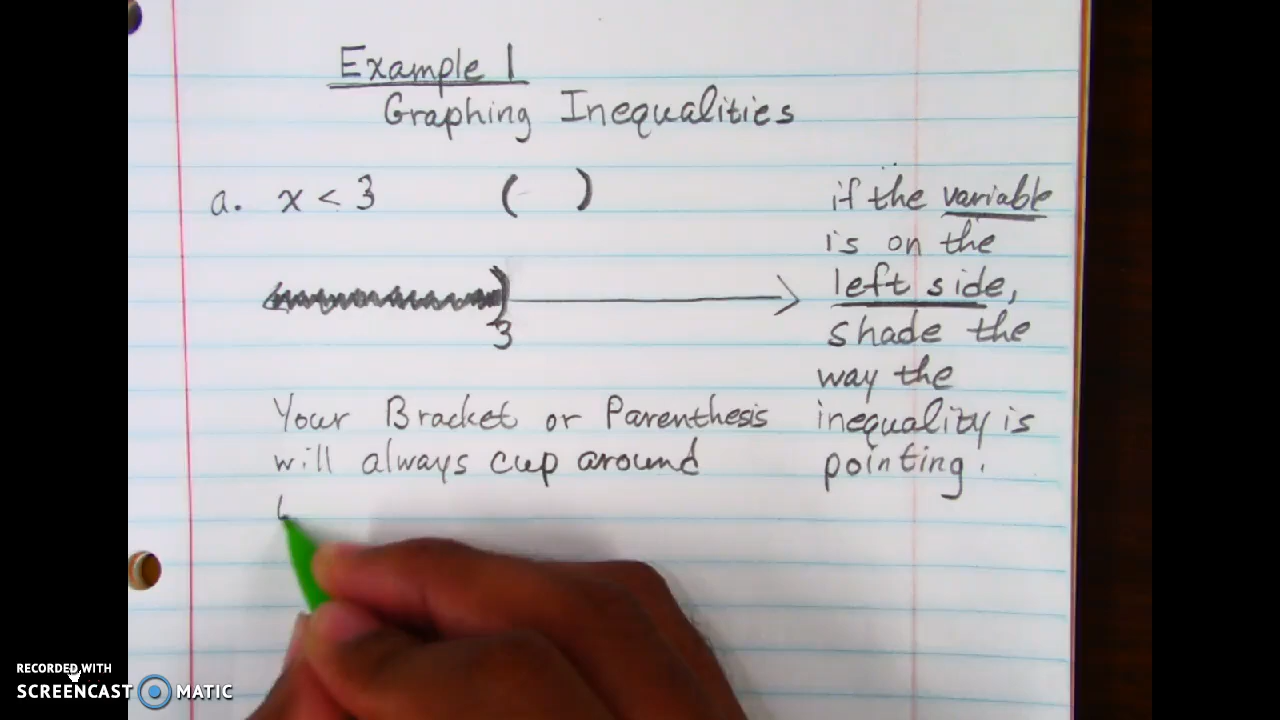 Example 1
Graphing Inequalities
a. x < 3 ( )
)
3
Your Bracket or Parenthesis
will always cup around
if the variable
is on the
left side,
shade the
way the
inequality is
pointing.
RECORDED WITH
SCREENCAST MATIC